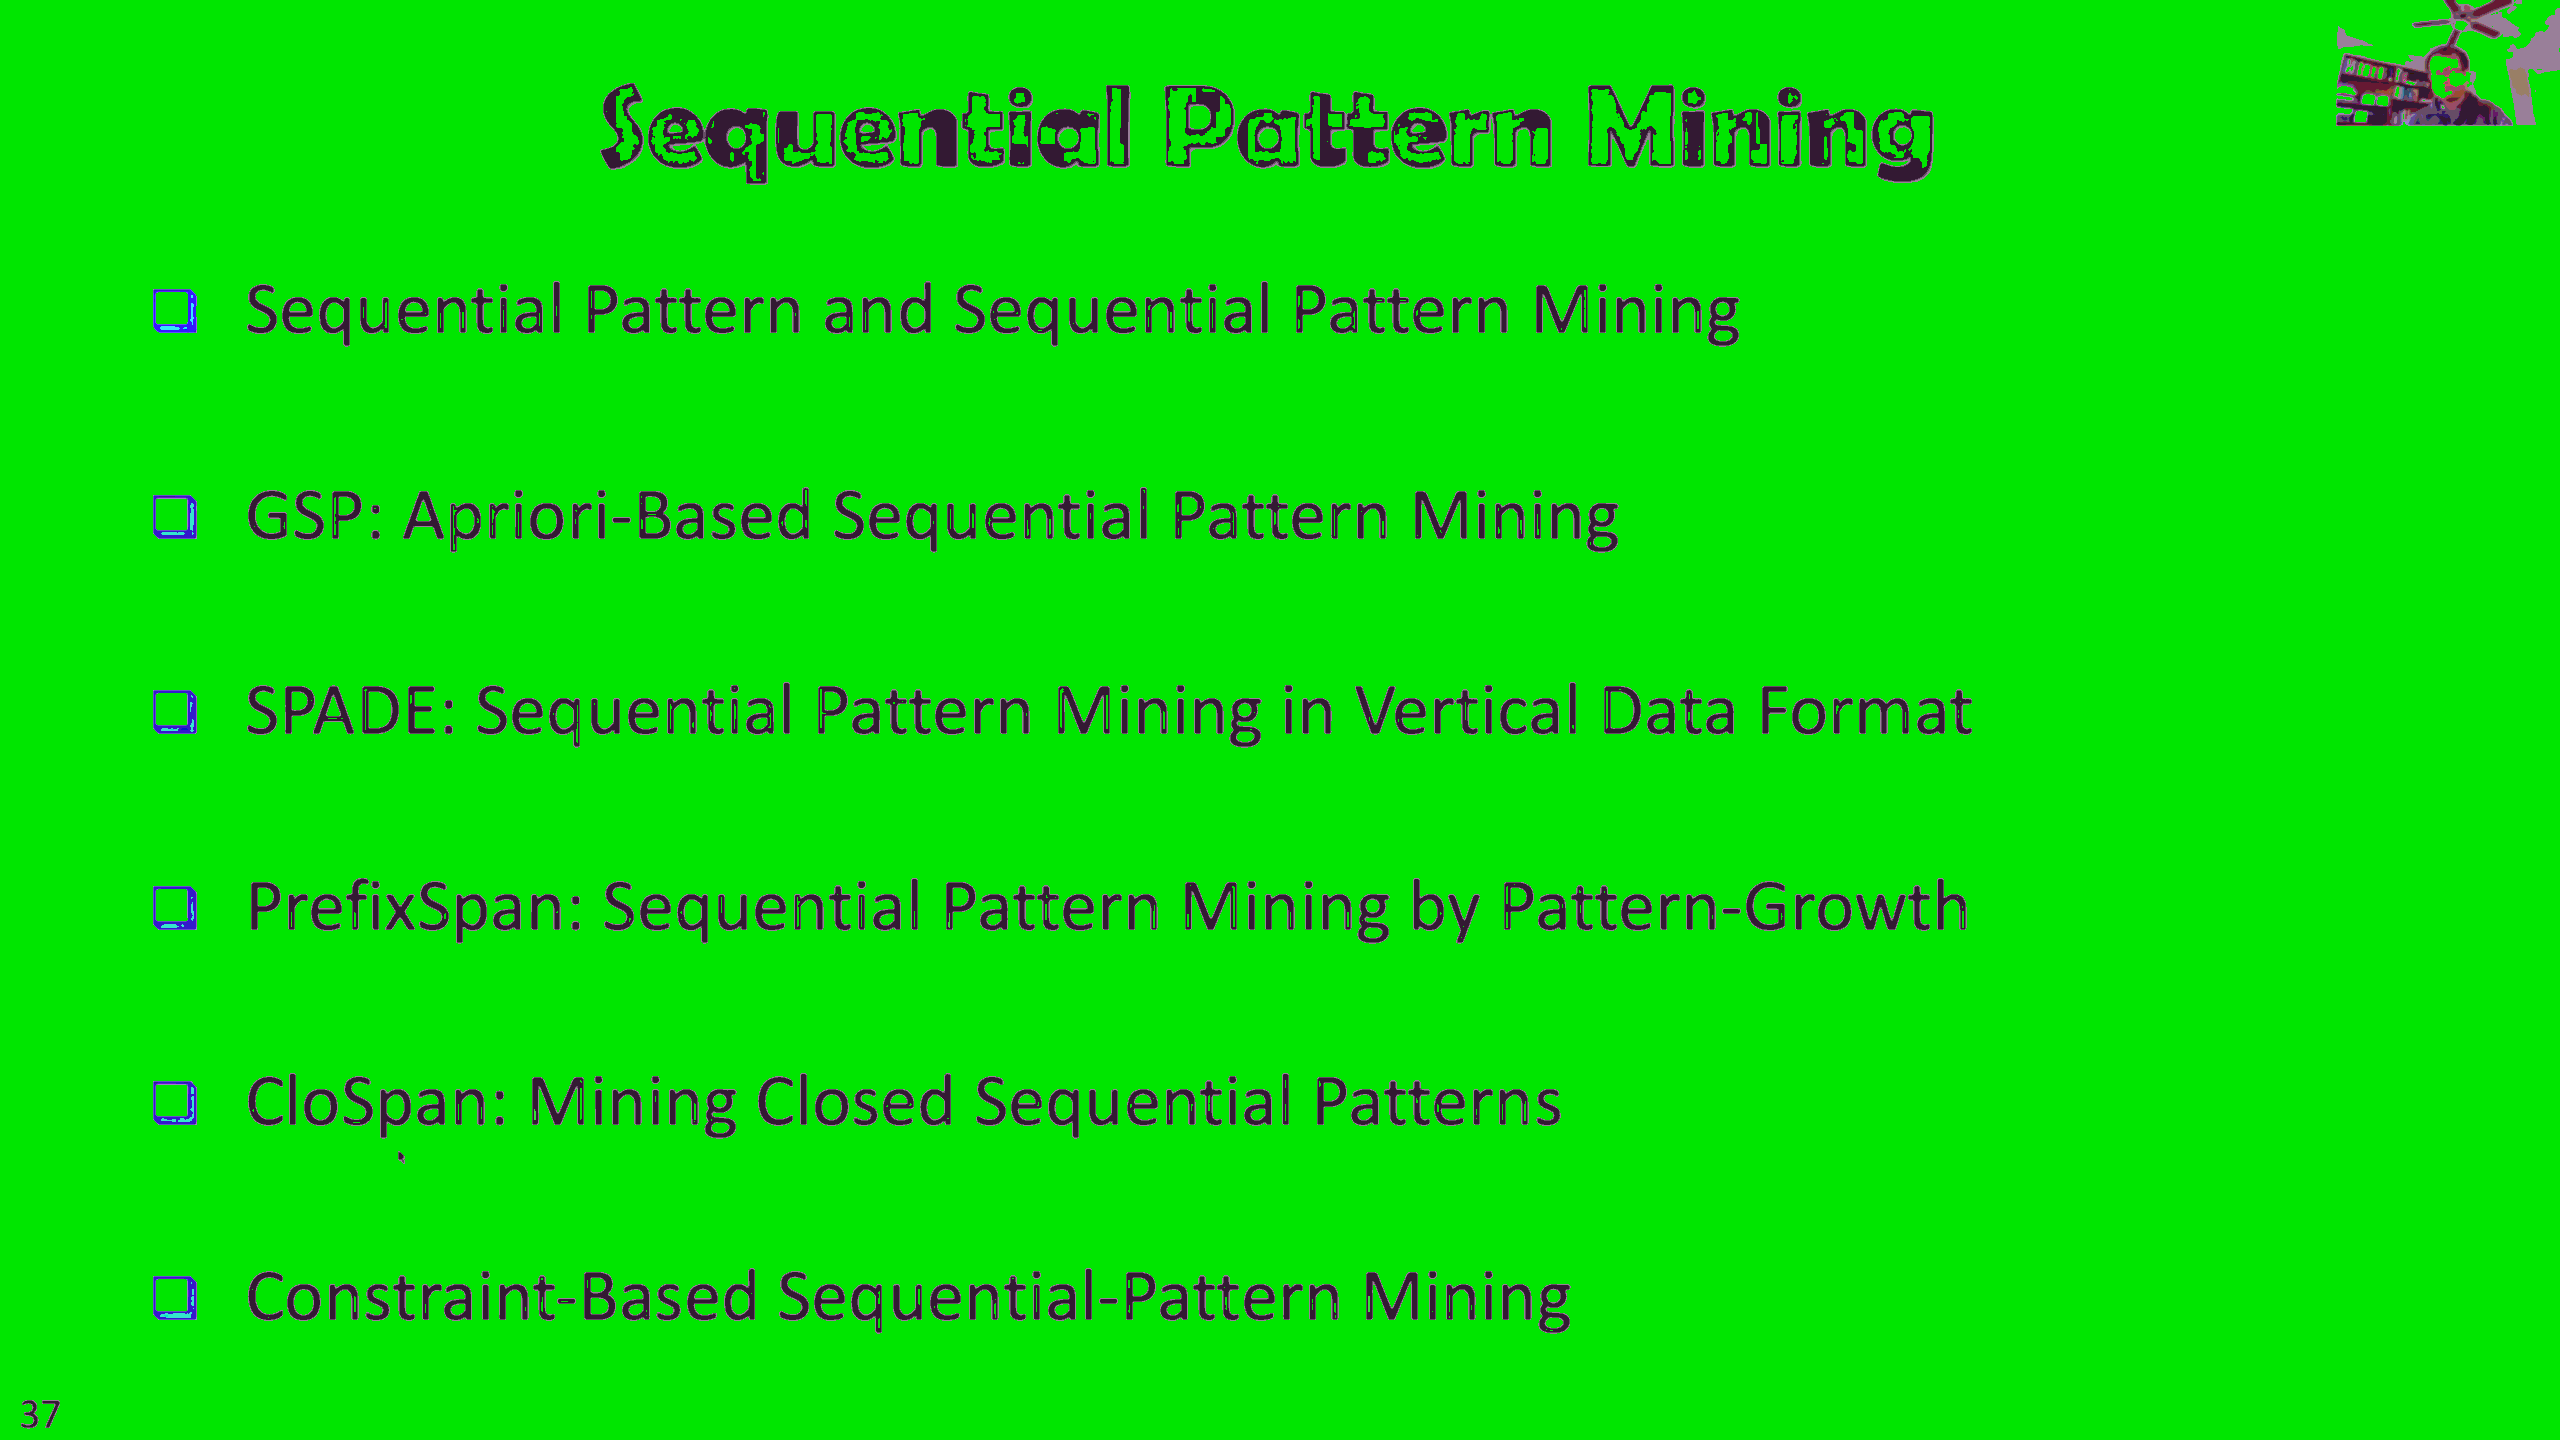 Sequential Pattern Mining
Sequential Pattern and Sequential Pattern Mining
GSP: Apriori-Based Sequential Pattern Mining
SPADE: Sequential Pattern Mining in Vertical Data Format
PrefixSpan: Sequential Pattern Mining by Pattern-Growth
CloSpan: Mining Closed Sequential Patterns
Constraint-Based Sequential-Pattern Mining
37